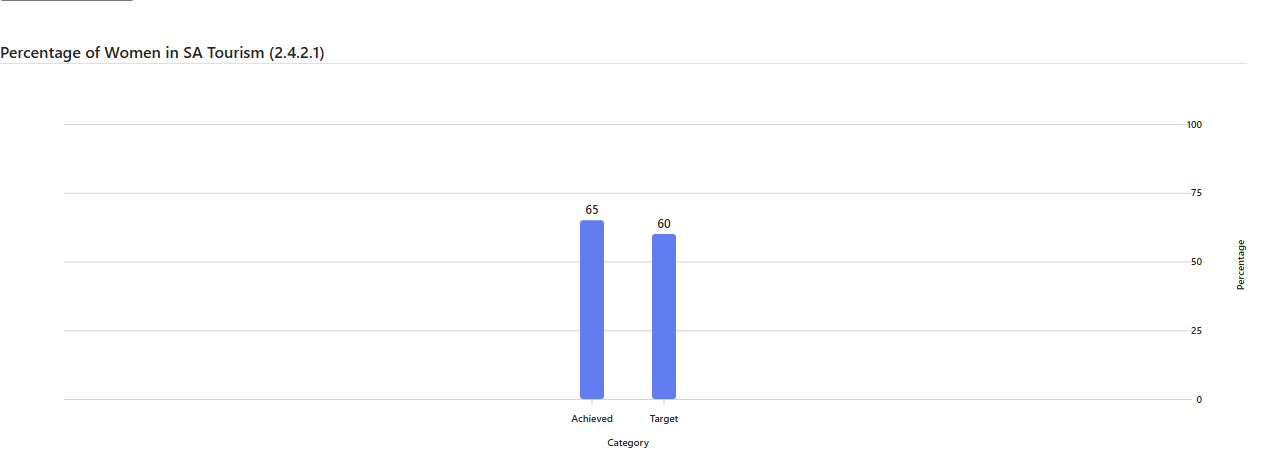 Percentage of Women in SA Tourism (2.4.2.1)
100
75
65
60
50
Percentage
25
0
Achieved Target
Category